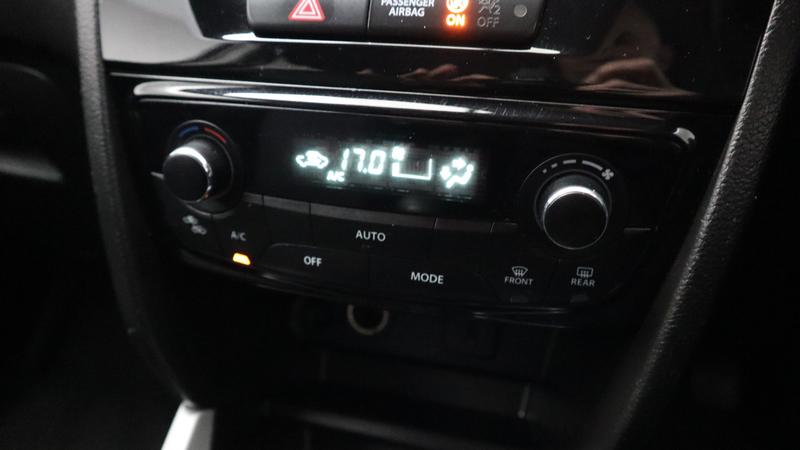 PASSENGER
AIRBAG
ON
OFF
17.0
A/C
A/C
AUTO
OFF
MODE
FRONT
REAR